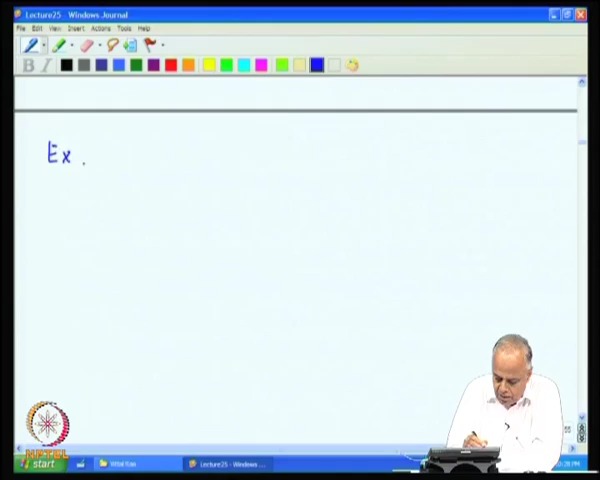 Lecture25 Windows Journal
File Edit View Insert Actions Tools Help
B I
Ex .
NPTEL
start
Lecture25 - Windows ...